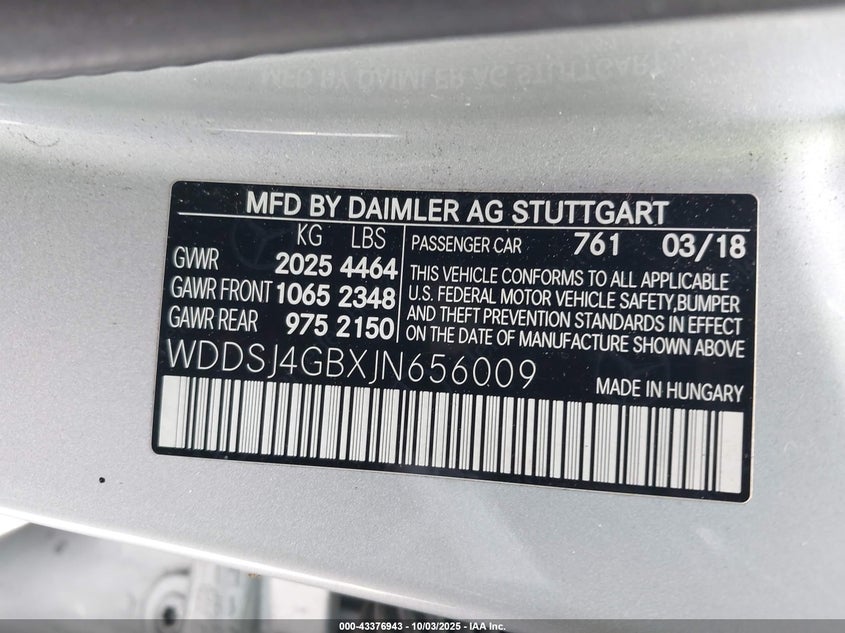 MFD BY DAIMLER AG STUTTGART
KG LBS
GVWR 2025 4464
GAWR FRONT 1065 2348
GAWR REAR 975 2150
PASSENGER CAR 761 03/18
THIS VEHICLE CONFORMS TO ALL APPLICABLE
U.S. FEDERAL MOTOR VEHICLE SAFETY,BUMPER
AND THEFT PREVENTION STANDARDS IN EFFECT
ON THE DATE OF MANUFACTURE SHOWN ABOVE
WDDSJ4GBXJN656009
MADE IN HUNGARY
000-43376943 - 10/03/2025 - IAA Inc.